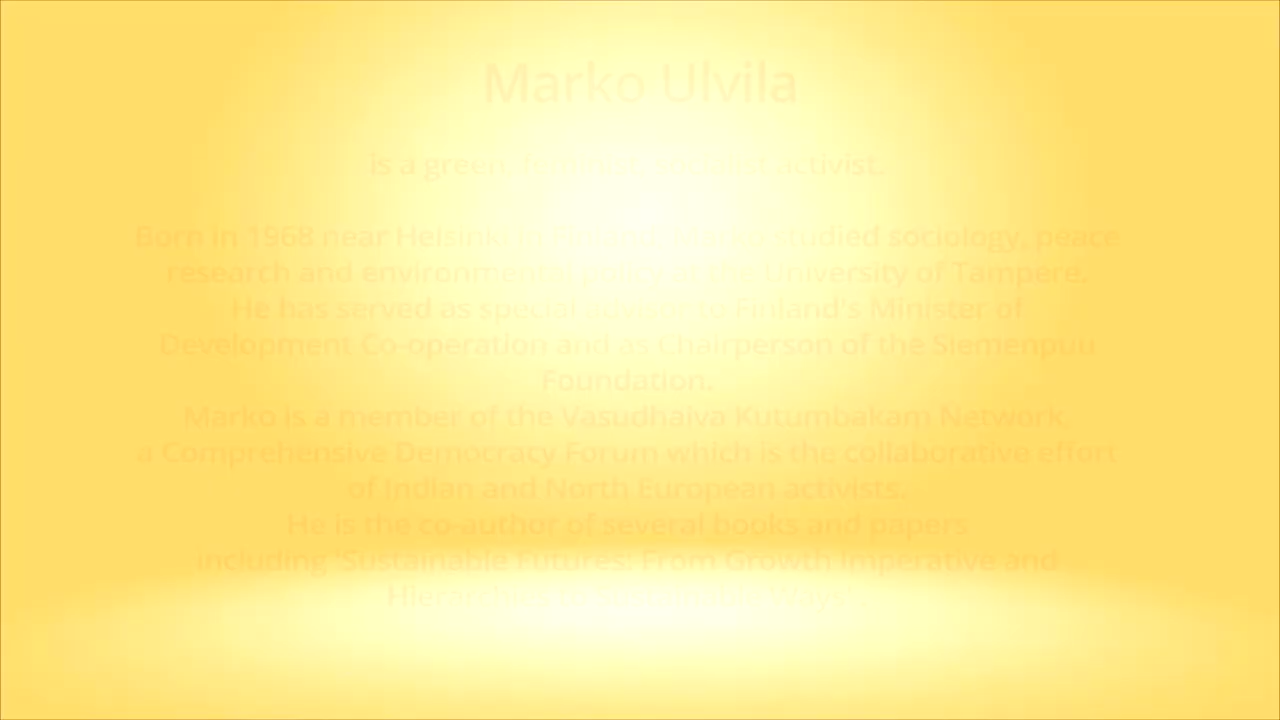 Marko Ulvila
is a green, activist.
Born in 1968 near Helsinki in studied sociology, peace
research and environmental policy at the University of Tampere.
He has served as special advisor to Finland's Minister of
Development Co-operation and as Chairperson of the Siemenpuu
Foundation.
Marko is a member of the Vasudhaiva Kutumbakam Network,
a Comprehensive Democracy Forum which is the collaborative effort
of Indian and North European activists.
He is the co-author of several books and papers
including 'Sustainable Futures: From Growth Imperative and
Ways'